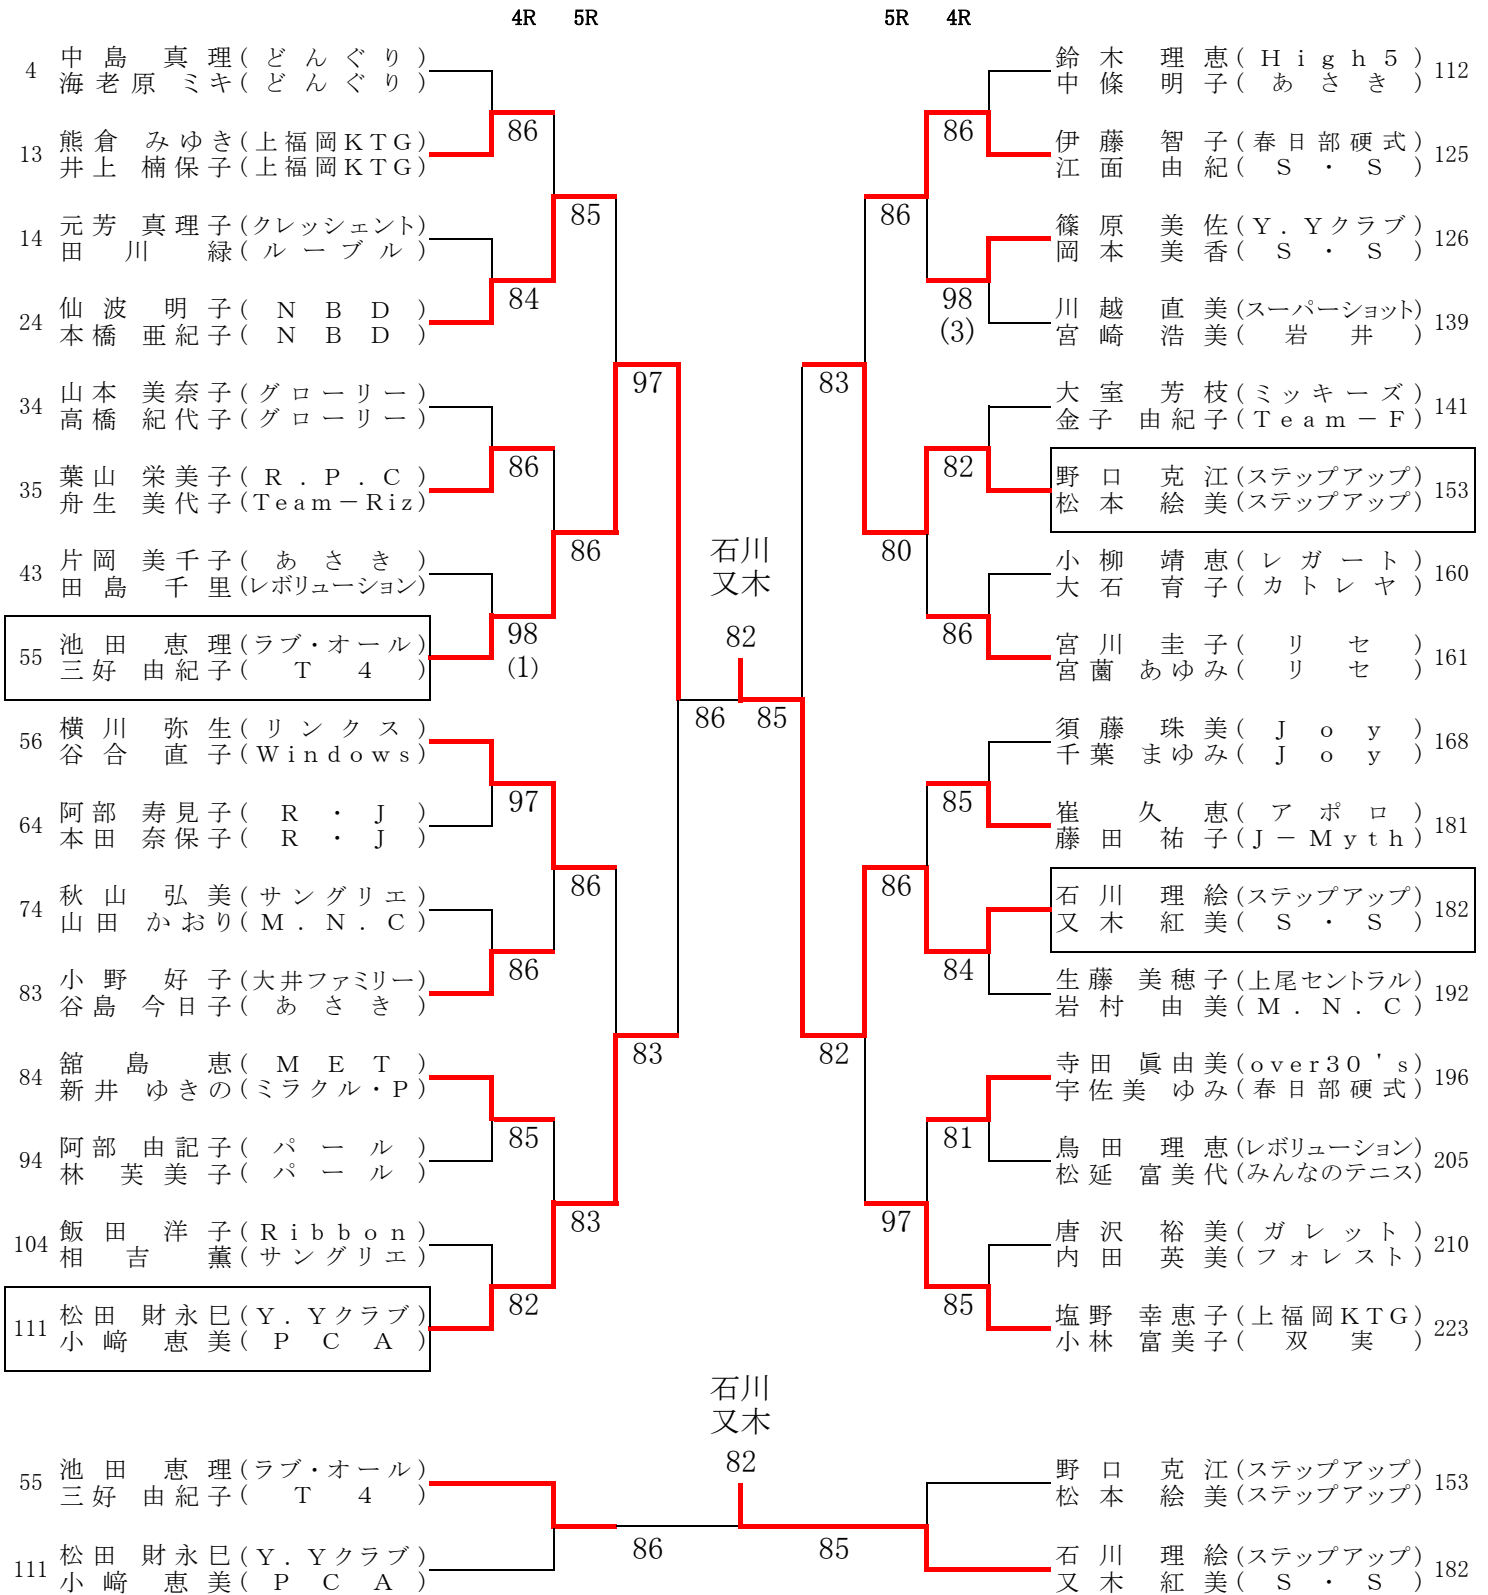 4R 5R 5R 4R
4 中島 真理(どんぐり)
海老原 ミキ(どんぐり)
86
13 熊倉 みゆき(上福岡KTG)
井上 楠保子(上福岡KTG)
85
14 元芳 真理子(クレッシェント)
田川 緑(ルーブル)
84
24 仙波 明子(NBD)
本橋 亜紀子(NBD)
97
34 山本 美奈子(グローリー)
高橋 紀代子(グローリー)
86
35 葉山 栄美子(R.P.C)
舟生 美代子(Team-Riz)
86
43 片岡 美千子(あさき)
田島 千里(レボリューション)
98
(1)
55 池田 恵理(ラブ・オール)
三好 由紀子(T4)
86
56 横川 弥生(リンクス)
谷合 直子(Windows)
97
64 阿部 寿見子(R・J)
本田 奈保子(R・J)
86
74 秋山 弘美(サングリエ)
山田 かおり(M.N.C)
86
83 小野 好子(大井ファミリー)
谷島 今日子(あさき)
83
84 舘島 恵(MET)
新井 ゆきの(ミラクル・P)
85
94 阿部 由記子(パール)
林 芙美子(パール)
83
104 飯田 洋子(Ribbon)
相吉 薫(サングリエ)
82
111 松田 財永巳(Y.Yクラブ)
小﨑 恵美(PCA)
石川
又木
82
85
鈴木 理恵(High5) 112
中條 明子(あさき)
86
伊藤 智子(春日部硬式) 125
江面 由紀(S・S)
86
篠原 美佐(Y.Yクラブ) 126
岡本 美香(S・S)
98
(3)
川越 直美(スーパーショット) 139
宮崎 浩美(岩井)
83
大室 芳枝(ミッキーズ) 141
金子 由紀子(Team-F)
82
野口 克江(ステップアップ) 153
松本 絵美(ステップアップ)
80
小柳 靖恵(レガート) 160
大石 育子(カトレヤ)
86
宮川 圭子(リセ) 161
宮薗 あゆみ(リセ)
須藤 珠美(Joy) 168
千葉 まゆみ(Joy)
85
崔 久恵(アポロ) 181
藤田 祐子(J-Myth)
86
石川 理絵(ステップアップ) 182
又木 紅美(S・S)
84
生藤 美穂子(上尾セントラル) 192
岩村 由美(M.N.C)
82
寺田 眞由美(over30's) 196
宇佐美 ゆみ(春日部硬式)
81
鳥田 理恵(レボリューション) 205
松延 富美代(みんなのテニス)
97
唐沢 裕美(ガレット) 210
内田 英美(フォレスト)
85
塩野 幸恵子(上福岡KTG) 223
小林 富美子(双実)
石川
又木
82
55 池田 恵理(ラブ・オール)
三好 由紀子(T4)
86
111 松田 財永巳(Y.Yクラブ)
小﨑 恵美(PCA)
野口 克江(ステップアップ) 153
松本 絵美(ステップアップ)
85
石川 理絵(ステップアップ) 182
又木 紅美(S・S)